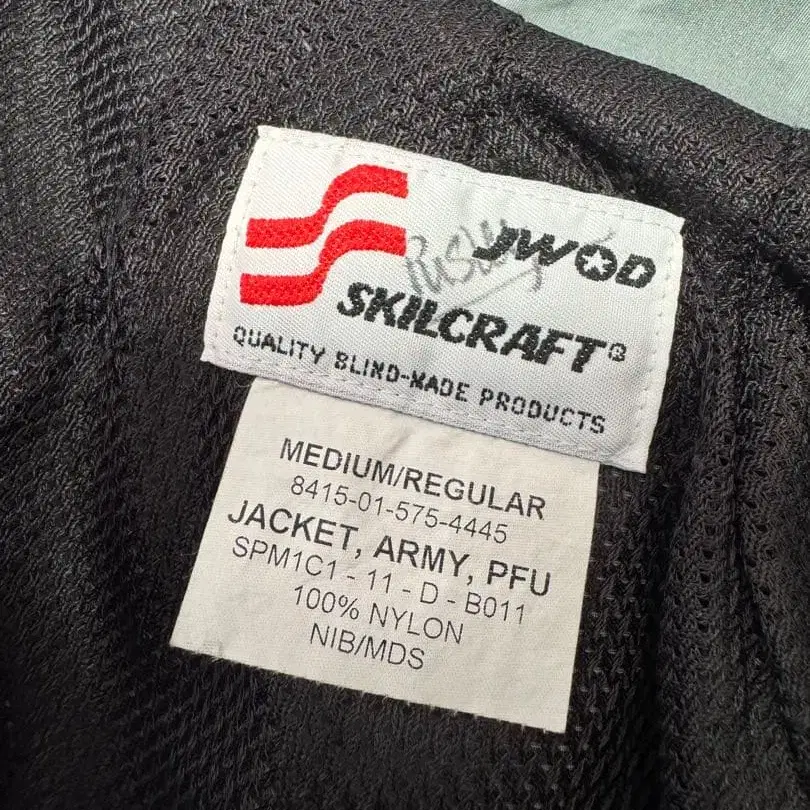 JWOD
SKILCRAFT®
QUALITY BLIND-MADE PRODUCTS
MEDIUM/REGULAR
8415-01-575-4445
JACKET, ARMY, PFU
SPM1C1 - 11 - D - B011
100% NYLON
NIB/MDS